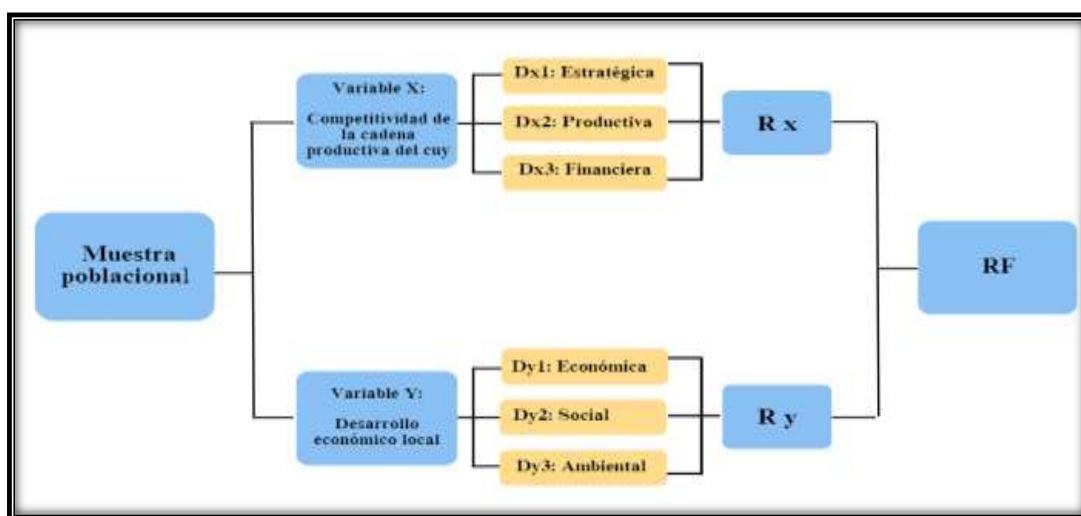 Muestra
poblacional
Variable X:
Competitividad de
la cadena
productiva del cuy
Dx1: Estratégica
Dx2: Productiva
Dx3: Financiera
R x
Variable Y:
Desarrollo
económico local
Dy1: Económica
Dy2: Social
Dy3: Ambiental
R y
RF